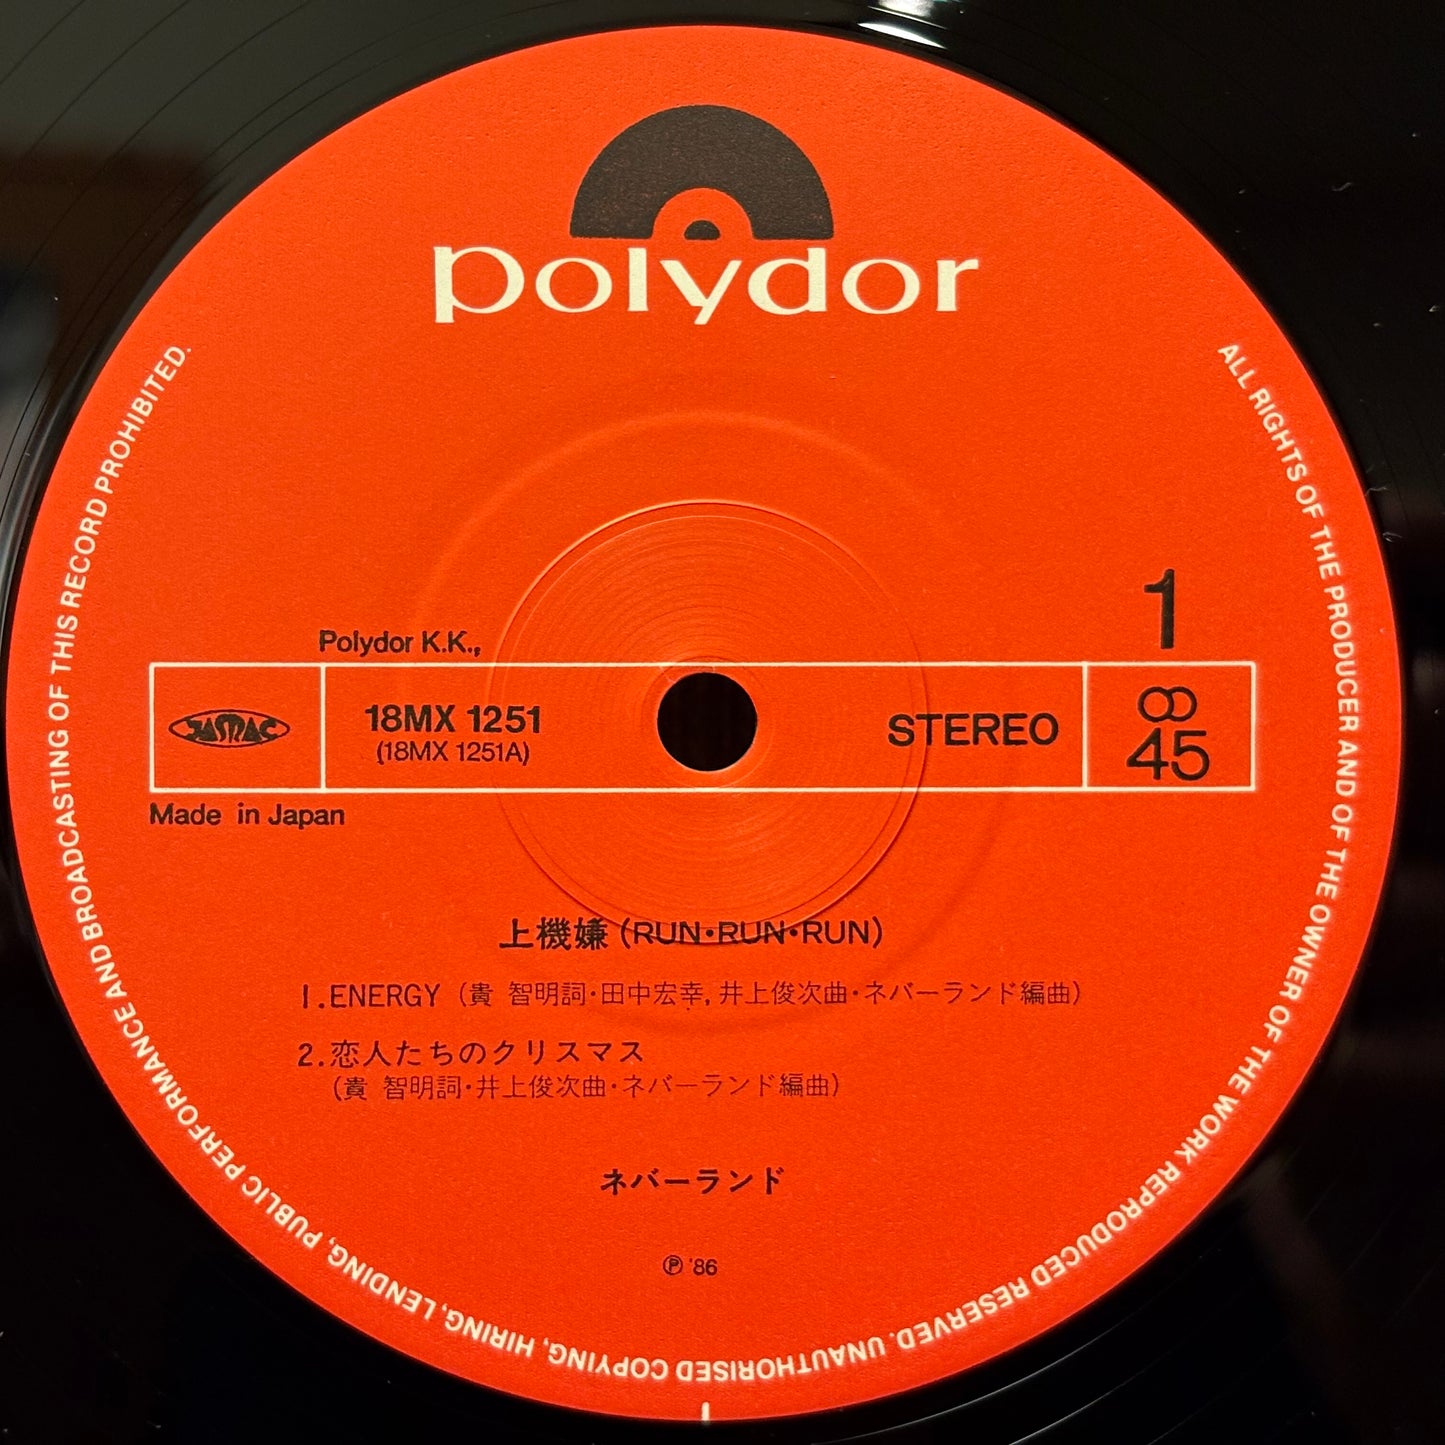 polydor
ALL RIGHTS OF THE PRODUCER AND OF THE OWNER OF THE WORK REPRODUCED RESERVED. UNAUTHORISED COPYING, HIRING, LENDING, PUBLIC PERFORMANCE AND BROADCASTING OF THIS RECORD PROHIBITED.
Polydor K.K.,
1
JASRAC
18MX 1251
(18MX 1251A)
STEREO
∞
45
Made in Japan
上機嫌 (RUN・RUN・RUN)
1.ENERGY (貴 智明詞・田中宏幸, 井上俊次曲・ネバーランド編曲)
2.恋人たちのクリスマス
(貴 智明詞・井上俊次曲・ネバーランド編曲)
ネバーランド
℗ '86